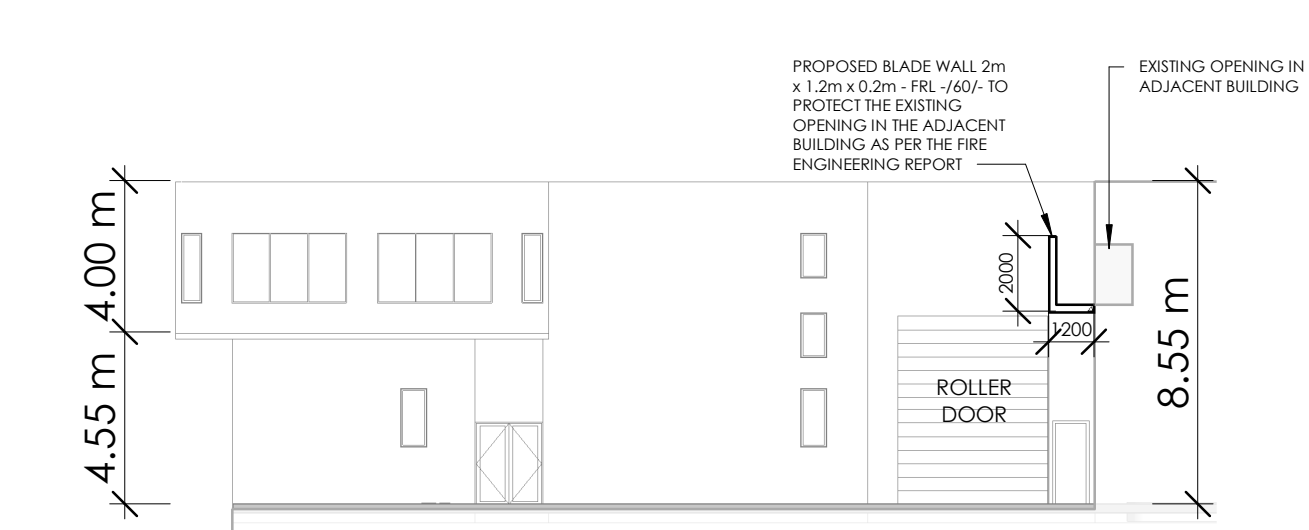 PROPOSED BLADE WALL 2m
x 1.2m x 0.2m - FRL -/60/- TO
PROTECT THE EXISTING
OPENING IN THE ADJACENT
BUILDING AS PER THE FIRE
ENGINEERING REPORT
EXISTING OPENING IN
ADJACENT BUILDING
4.00 m
4.55 m
2000
1200
8.55 m
ROLLER
DOOR